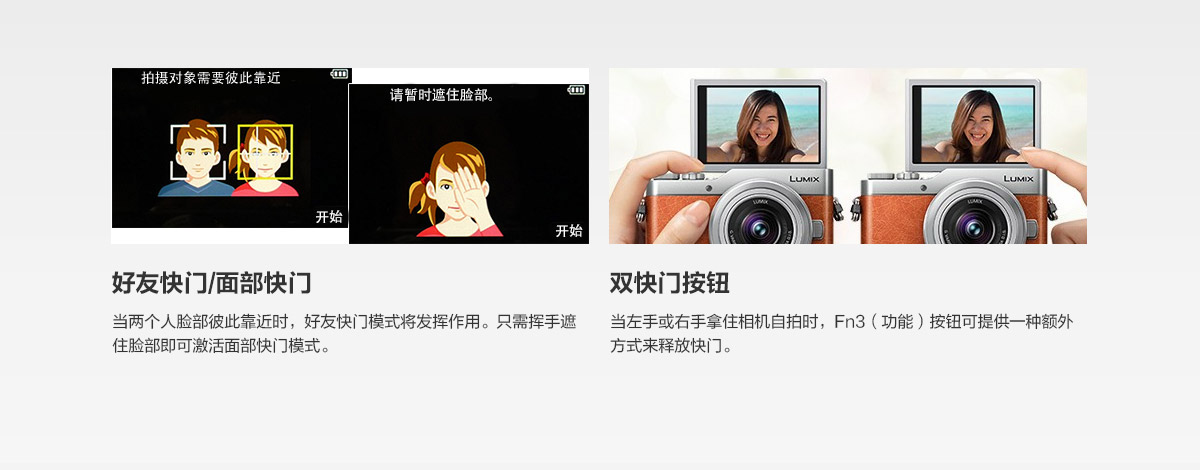 拍摄对象需要彼此靠近
开始
请暂时遮住脸部。
开始
LUMIX
LUMIX
LUMIX
LUMIX
好友快门/面部快门
当两个人脸部彼此靠近时，好友快门模式将发挥作用。只需挥手遮
住脸部即可激活面部快门模式。
双快门按钮
当左手或右手拿住相机自拍时，Fn3（功能）按钮可提供一种额外
方式来释放快门。